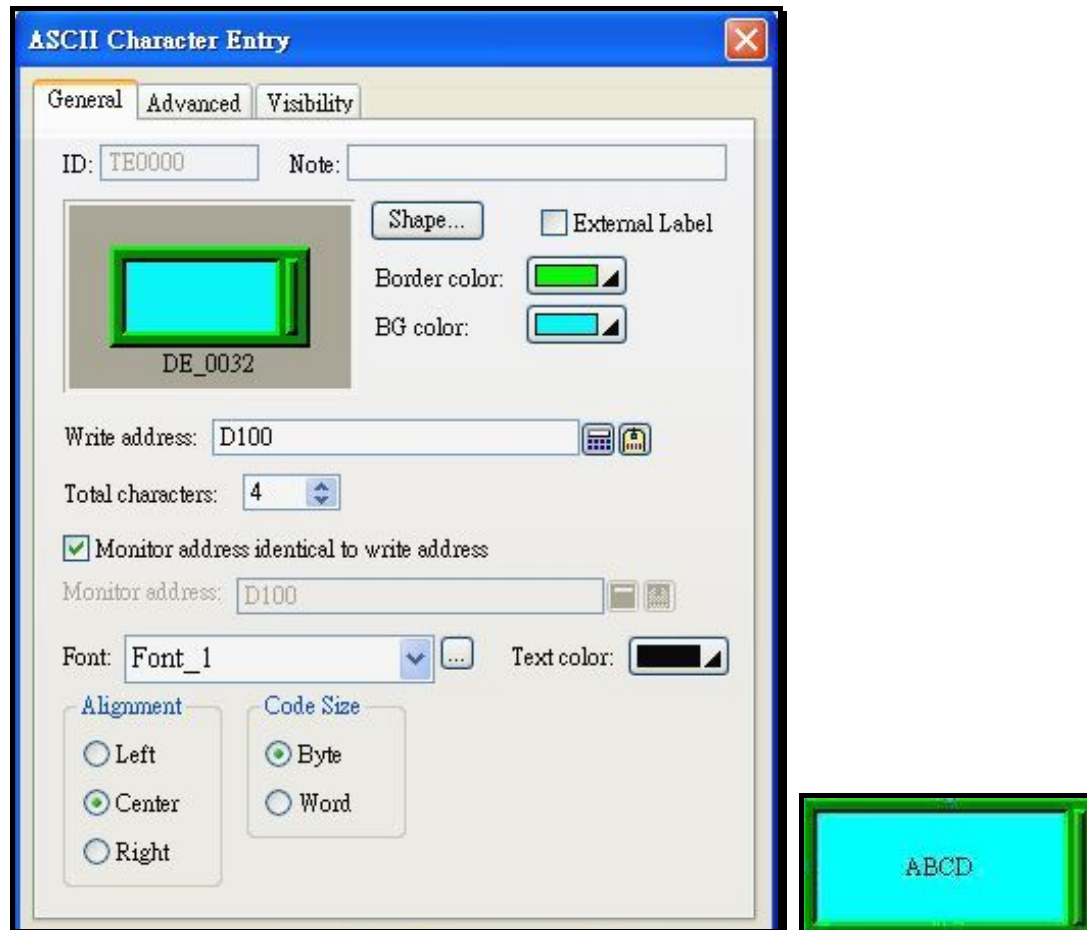 ASCII Character Entry
General Advanced Visibility
ID: TE0000 Note:
Shape... External Label
Border color:
BG color:
DE_0032
Write address: D100
Total characters: 4
Monitor address identical to write address
Monitor address: D100
Font: Font_1 ... Text color:
Alignment Code Size
Left Byte
Center Word
Right
ABCD